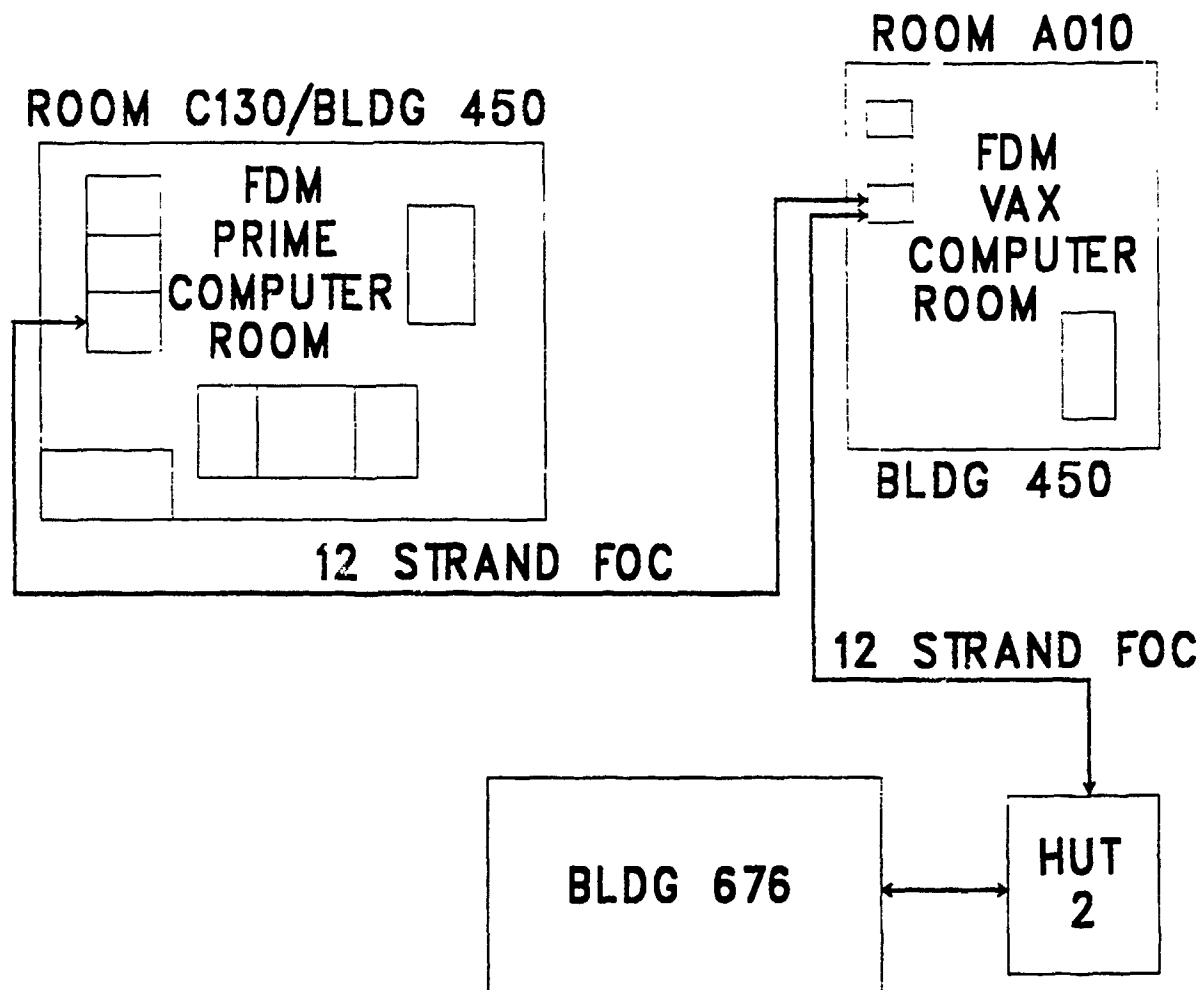 ROOM A010
ROOM C130/BLDG 450
FDM
PRIME
COMPUTER
ROOM
FDM
VAX
COMPUTER
ROOM
BLDG 450
12 STRAND FOC
12 STRAND FOC
BLDG 676
HUT
2